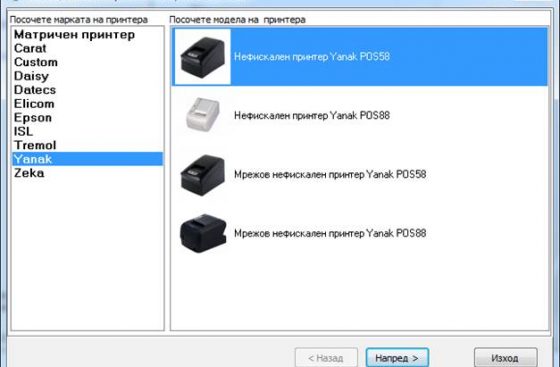 Посочете марката на принтера
Посочете модела на принтера
Матричен принтер
Carat
Custom
Daisy
Datecs
Elicom
Epson
ISL
Tremol
Yanak
Zeka
Нефискален принтер Yanak POS58
Нефискален принтер Yanak POS88
Мрежов нефискален принтер Yanak POS58
Мрежов нефискален принтер Yanak POS88
< Назад
Напред >
Изход